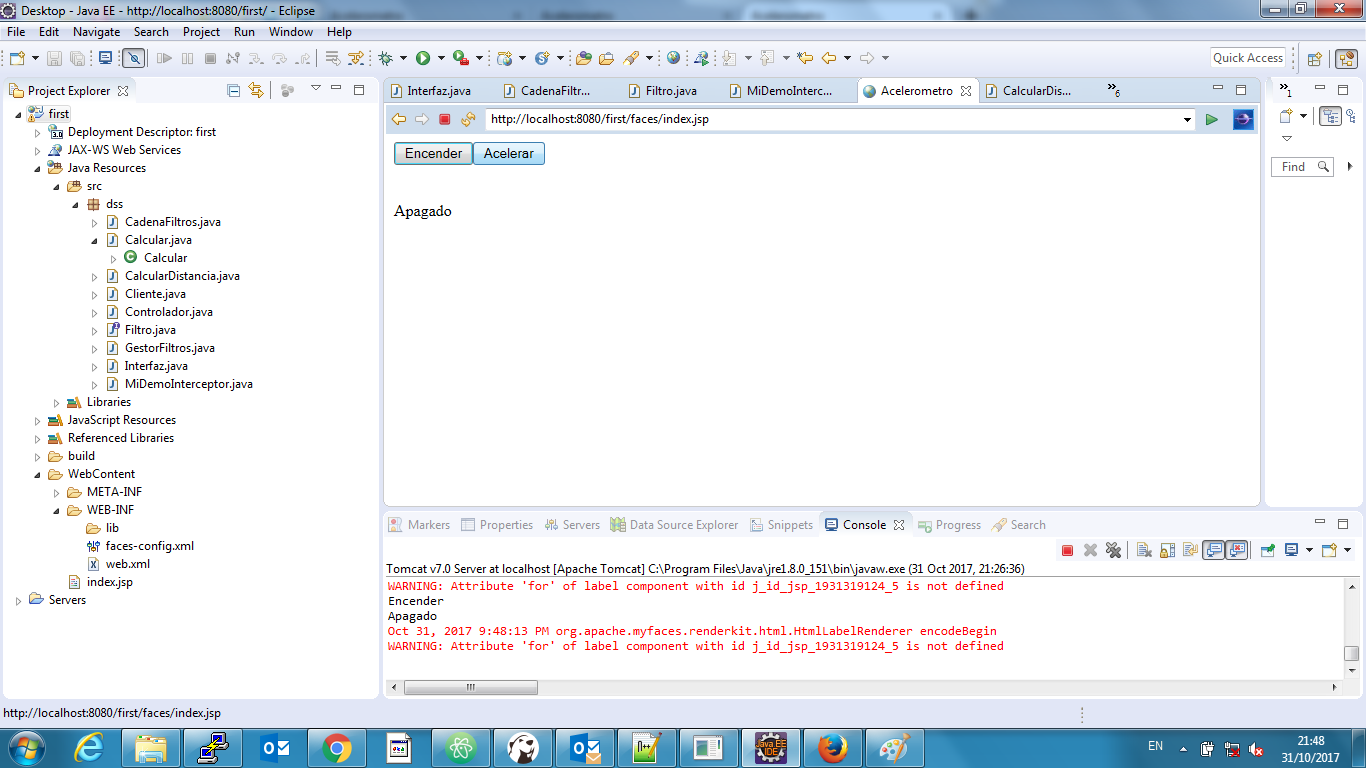 Desktop - Java EE - http://localhost:8080/first/ - Eclipse
File Edit Navigate Search Project Run Window Help
Quick Access
Project Explorer
first
Deployment Descriptor: first
JAX-WS Web Services
Java Resources
src
dss
CadenaFiltros.java
Calcular.java
Calcular
CalcularDistancia.java
Cliente.java
Controlador.java
Filtro.java
GestorFiltros.java
Interfaz.java
MiDemoInterceptor.java
Libraries
JavaScript Resources
Referenced Libraries
build
WebContent
META-INF
WEB-INF
lib
faces-config.xml
web.xml
index.jsp
Servers
Interfaz.java CadenaFiltr... Filtro.java MiDemoInterc... Acelerometro CalcularDis... »6
http://localhost:8080/first/faces/index.jsp
Encender Acelerar
Apagado
»1
Find
Markers Properties Servers Data Source Explorer Snippets Console Progress Search
Tomcat v7.0 Server at localhost [Apache Tomcat] C:\Program Files\Java\jre1.8.0_151\bin\javaw.exe (31 Oct 2017, 21:26:36)
WARNING: Attribute 'for' of label component with id j_id_jsp_1931319124_5 is not defined
Encender
Apagado
Oct 31, 2017 9:48:13 PM org.apache.myfaces.renderkit.html.HtmlLabelRenderer encodeBegin
WARNING: Attribute 'for' of label component with id j_id_jsp_1931319124_5 is not defined
http://localhost:8080/first/faces/index.jsp
Java EE
IDE
EN
21:48
31/10/2017